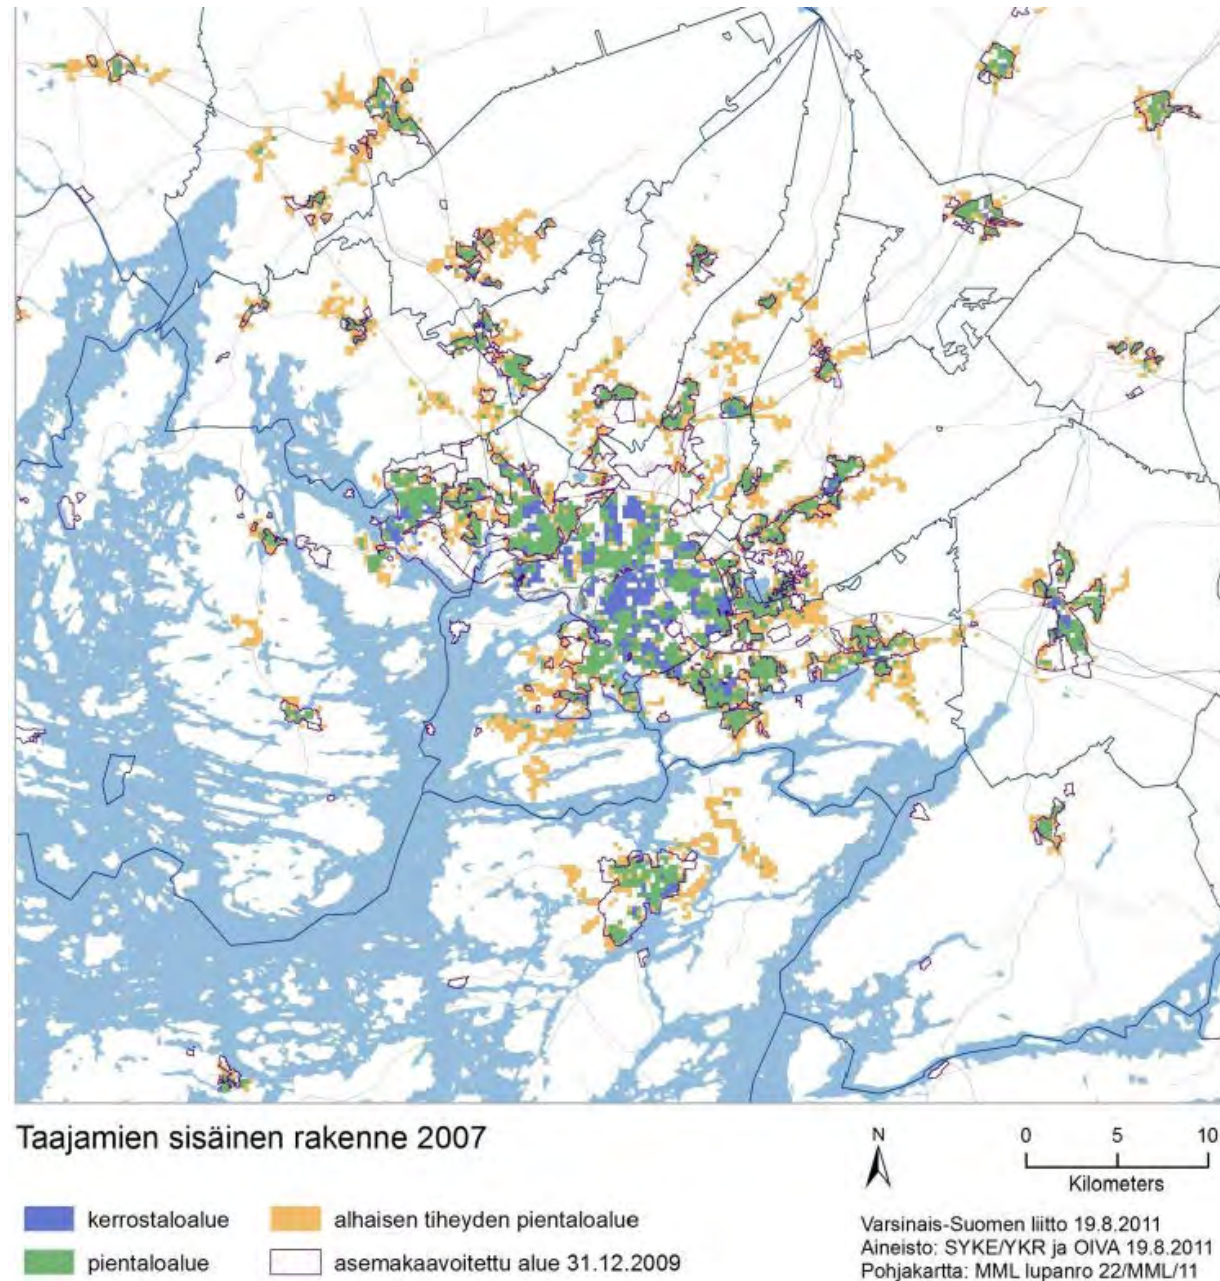 Taajamien sisäinen rakenne 2007
kerrostaloalue
pientaloalue
alhaisen tiheyden pientaloalue
asemakaavoitettu alue 31.12.2009
N
0 5 10
Kilometers
Varsinais-Suomen liitto 19.8.2011
Aineisto: SYKE/YKR ja OIVA 19.8.2011
Pohjakartta: MML lupanro 22/MML/11